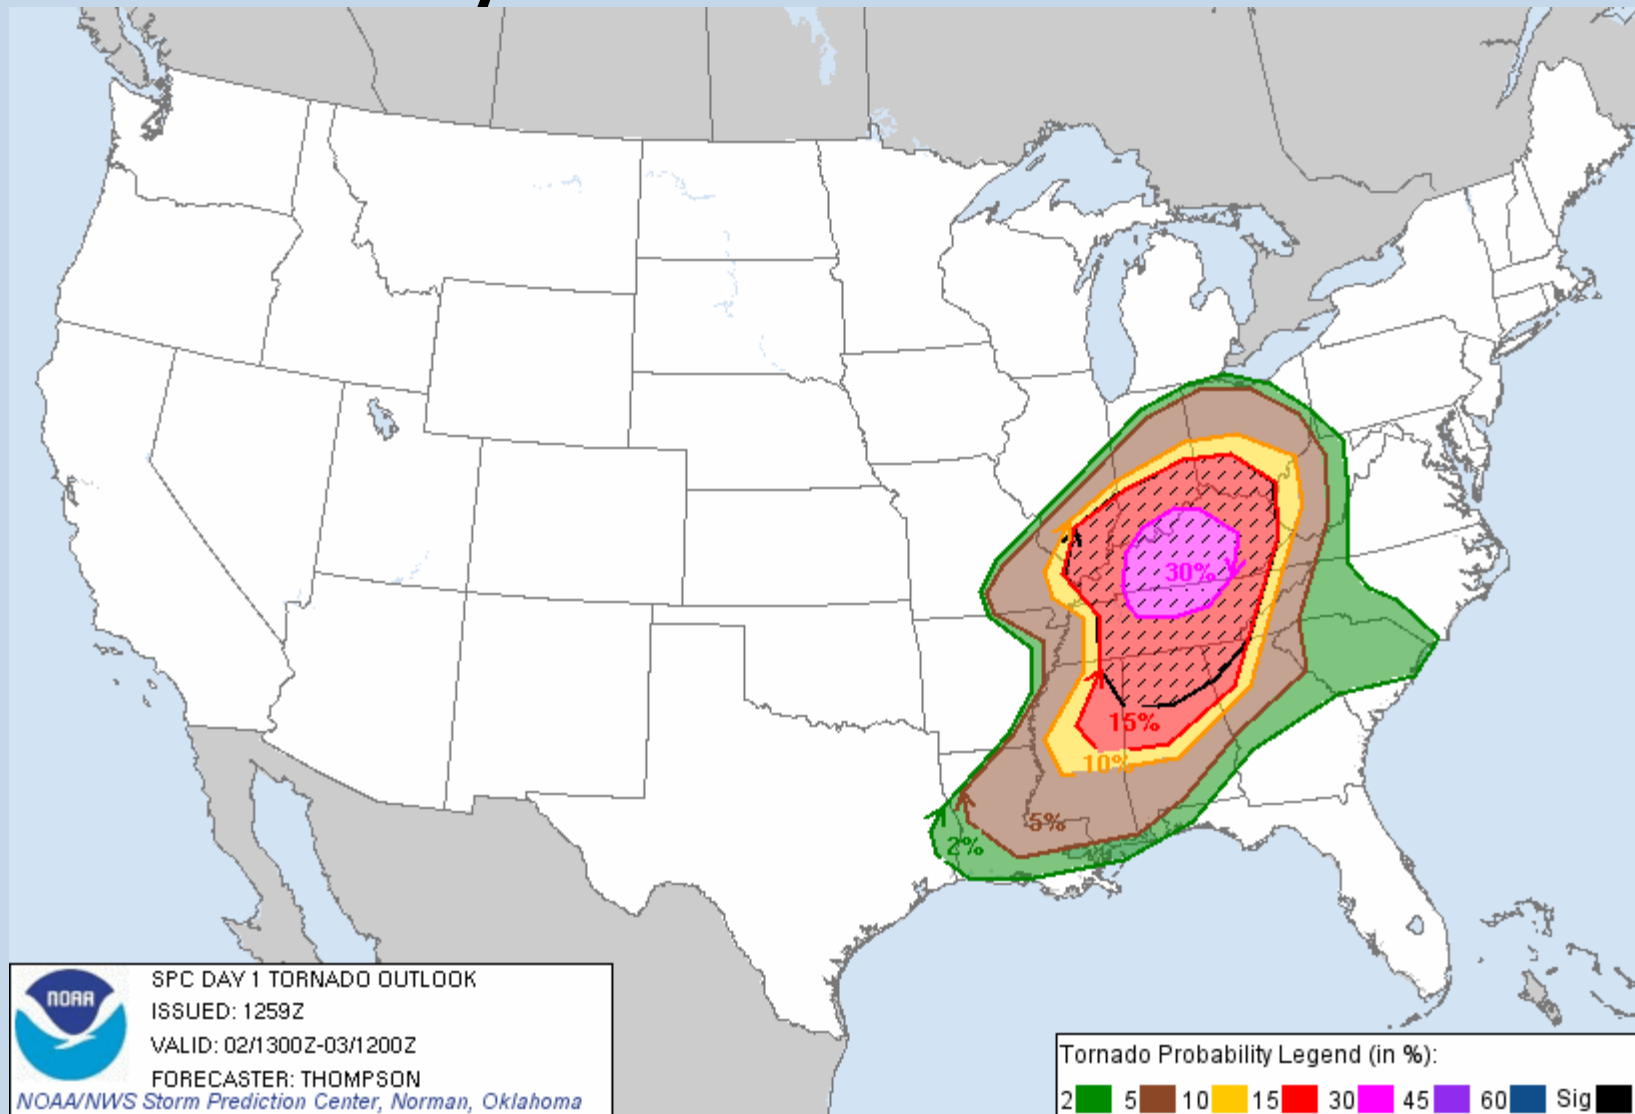 30%
15%
10%
5%
2%
NOAA
SPC DAY 1 TORNADO OUTLOOK
ISSUED: 1259Z
VALID: 02/1300Z-03/1200Z
FORECASTER: THOMPSON
NOAA/NWS Storm Prediction Center, Norman, Oklahoma
Tornado Probability Legend (in %):
2 5 10 15 30 45 60 Sig